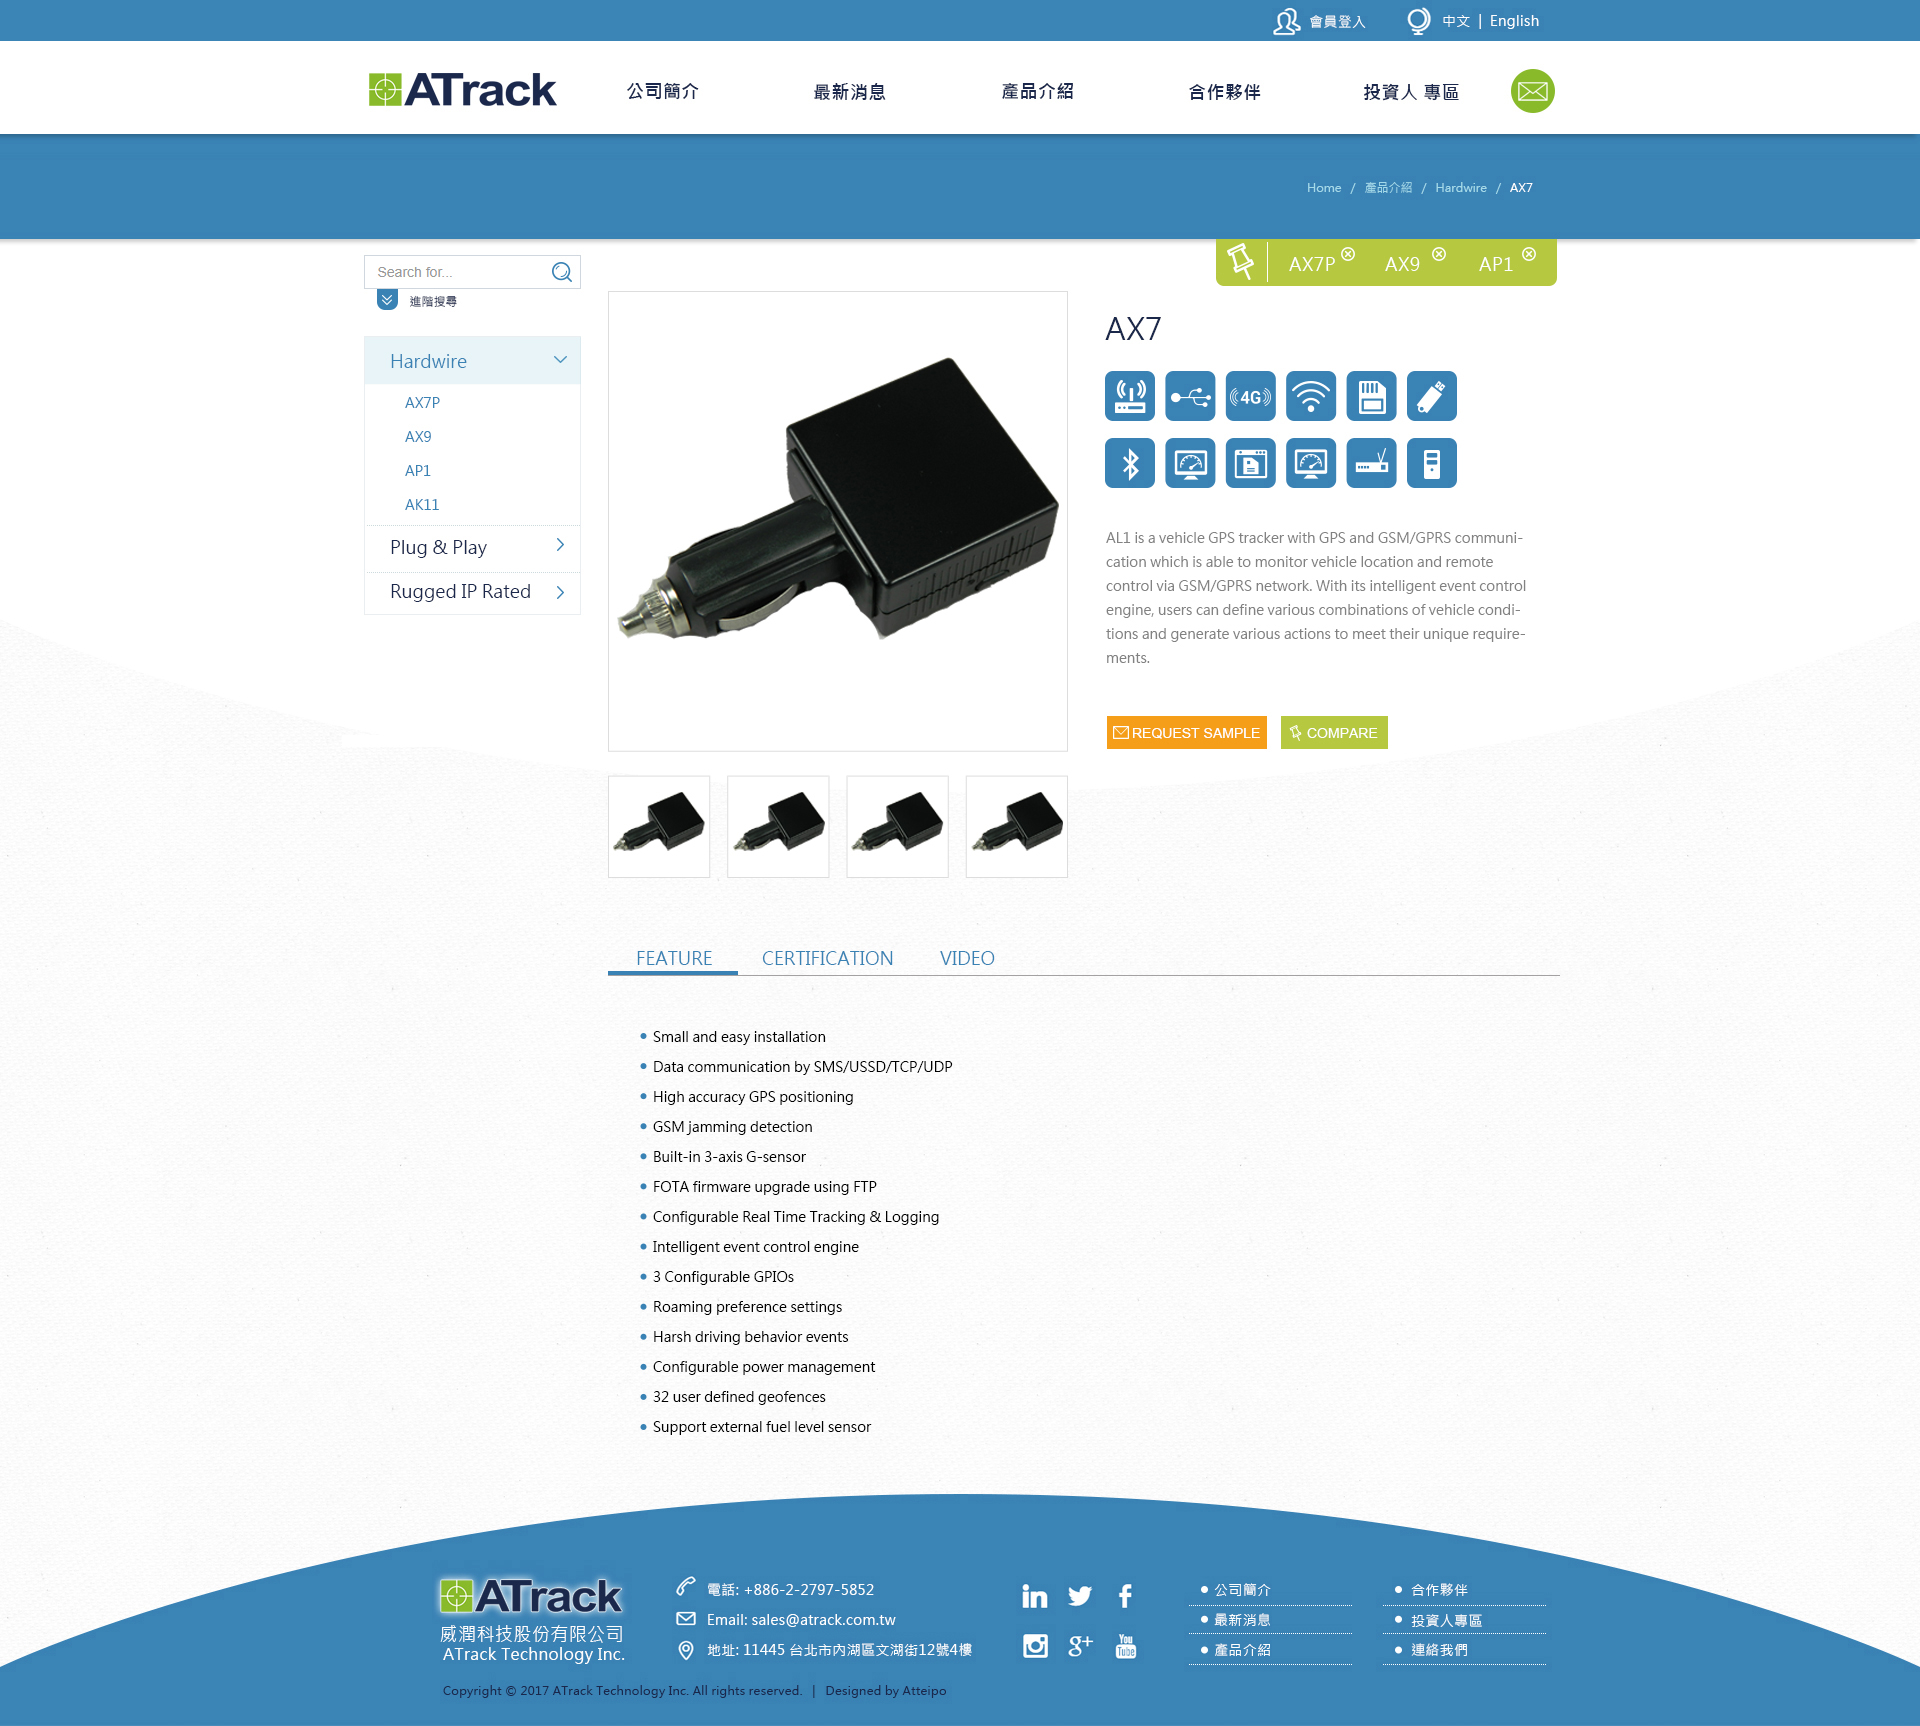 會員登入
中文 | English
ATrack
公司簡介
最新消息
產品介紹
合作夥伴
投資人 專區
Home / 產品介紹 / Hardwire / AX7
AX7P
AX9
AP1
Search for...
進階搜尋
Hardwire
AX7P
AX9
AP1
AK11
Plug & Play
Rugged IP Rated
AX7
4G
AL1 is a vehicle GPS tracker with GPS and GSM/GPRS communi-
cation which is able to monitor vehicle location and remote
control via GSM/GPRS network. With its intelligent event control
engine, users can define various combinations of vehicle condi-
tions and generate various actions to meet their unique require-
ments.
REQUEST SAMPLE
COMPARE
FEATURE
CERTIFICATION
VIDEO
Small and easy installation
Data communication by SMS/USSD/TCP/UDP
High accuracy GPS positioning
GSM jamming detection
Built-in 3-axis G-sensor
FOTA firmware upgrade using FTP
Configurable Real Time Tracking & Logging
Intelligent event control engine
3 Configurable GPIOs
Roaming preference settings
Harsh driving behavior events
Configurable power management
32 user defined geofences
Support external fuel level sensor
ATrack
威潤科技股份有限公司
ATrack Technology Inc.
電話: +886-2-2797-5852
Email: sales@atrack.com.tw
地址: 11445 台北市內湖區文湖街12號4樓
in
f
g+
You Tube
公司簡介
最新消息
產品介紹
合作夥伴
投資人專區
連絡我們
Copyright © 2017 ATrack Technology Inc. All rights reserved. | Designed by Atteipo